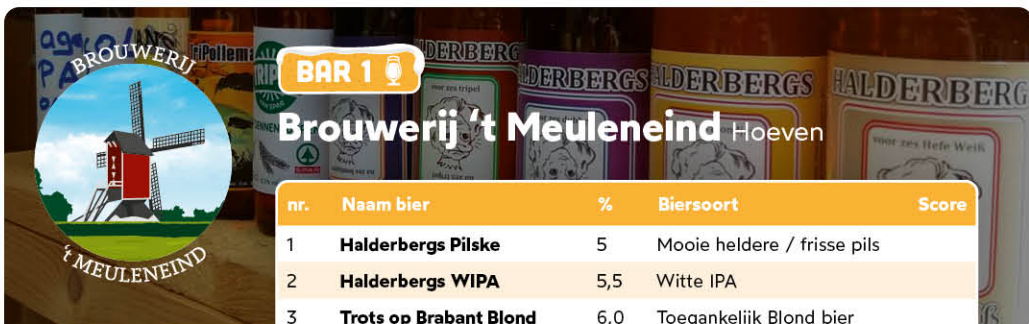 BROUWERIJ
't MEULENEIND
BAR 1
Brouwerij ‘t Meuleneind Hoeven
nr. Naam bier % Biersoort Score
1 Halderbergs Pilske 5 Mooie heldere / frisse pils
2 Halderbergs WIPA 5,5 Witte IPA
3 Trots op Brabant Blond 6,0 Toegankelijk Blond bier
DERBERG
voor zes tripel
DERBERGS
HALDERBERGS
HALDERBERG
voor zes Hefe Weiß